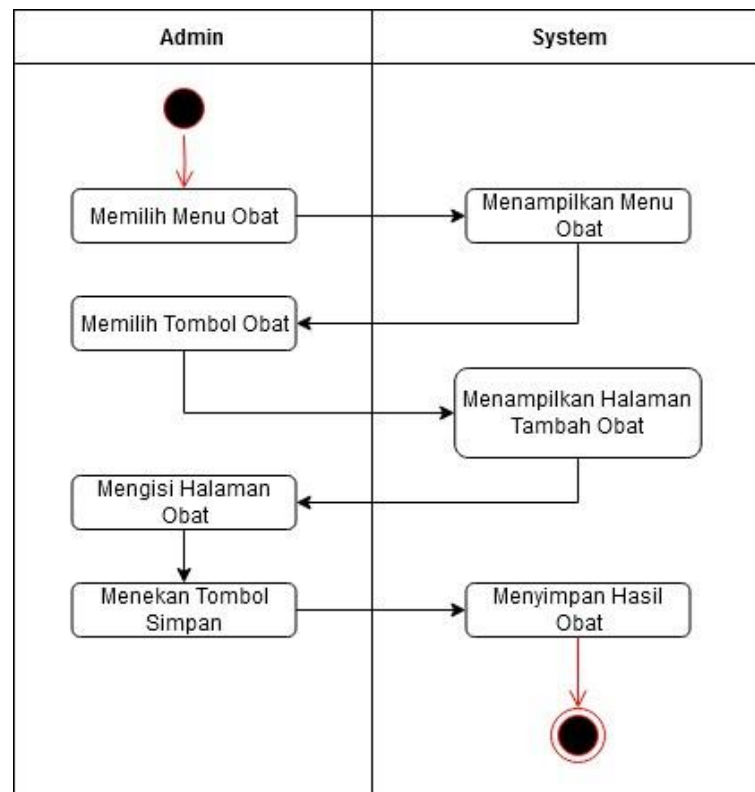 Admin
System
Memilih Menu Obat
Menampilkan Menu
Obat
Memilih Tombol Obat
Menampilkan Halaman
Tambah Obat
Mengisi Halaman
Obat
Menekan Tombol
Simpan
Menyimpan Hasil
Obat